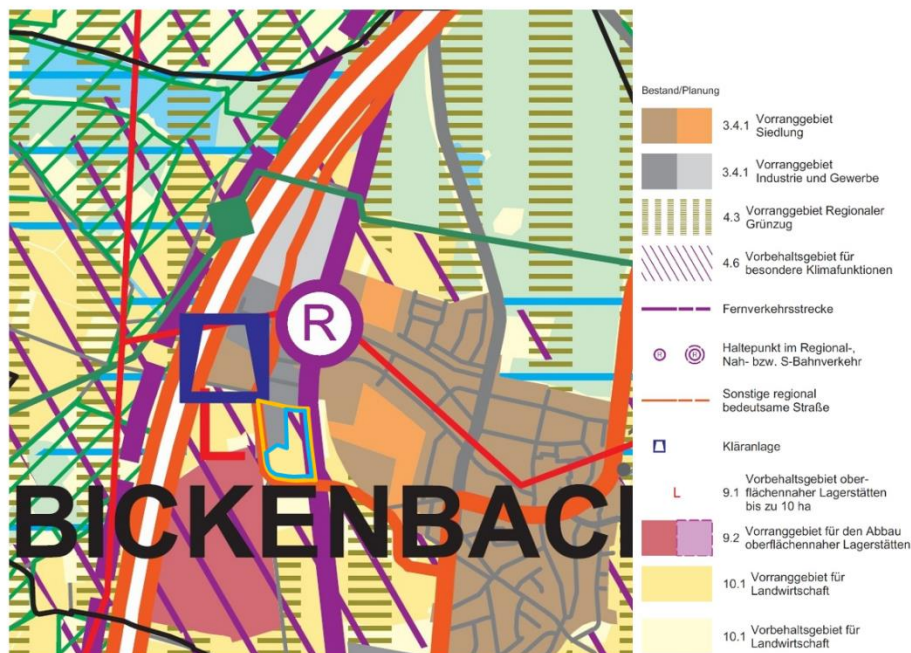 R
L
BICKENBAC
Bestand/Planung
3.4.1 Vorranggebiet
Siedlung
3.4.1 Vorranggebiet
Industrie und Gewerbe
4.3 Vorranggebiet Regionaler
Grünzug
4.6 Vorbehaltsgebiet für
besondere Klimafunktionen
Fernverkehrsstrecke
R R Haltepunkt im Regional-,
Nah- bzw. S-Bahnverkehr
Sonstige regional
bedeutsame Straße
Kläranlage
L 9.1 Vorbehaltsgebiet ober-
flächennaher Lagerstätten
bis zu 10 ha
9.2 Vorranggebiet für den Abbau
oberflächennaher Lagerstätten
10.1 Vorranggebiet für
Landwirtschaft
10.1 Vorbehaltsgebiet für
Landwirtschaft